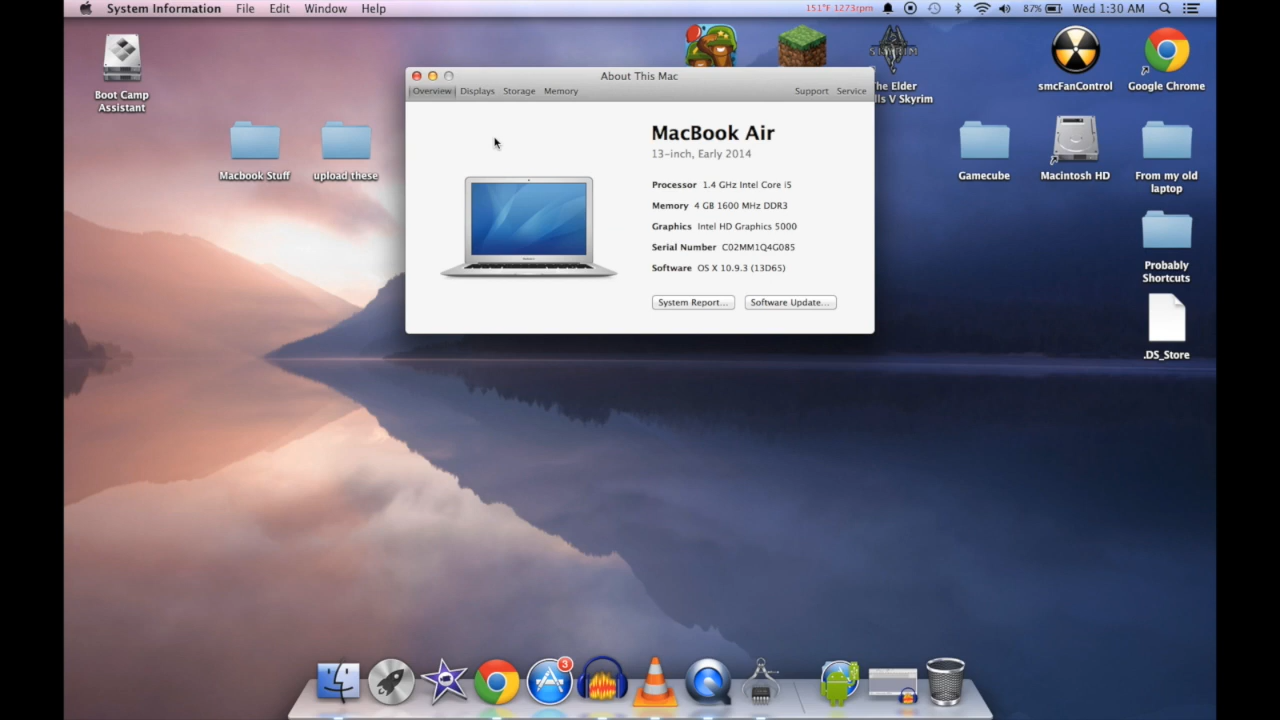 System Information File Edit Window Help 151°F 1273rpm 87% Wed 1:30 AM
Boot Camp
Assistant
Macbook Stuff
upload these
SKYRIM
The Elder
lls V Skyrim
smcFanControl
Google Chrome
Gamecube
Macintosh HD
From my old
laptop
Probably
Shortcuts
.DS_Store
About This Mac
Overview Displays Storage Memory Support Service
MacBook Air
13-inch, Early 2014
Processor 1.4 GHz Intel Core i5
Memory 4 GB 1600 MHz DDR3
Graphics Intel HD Graphics 5000
Serial Number C02MM1Q4G085
Software OS X 10.9.3 (13D65)
System Report... Software Update...
3